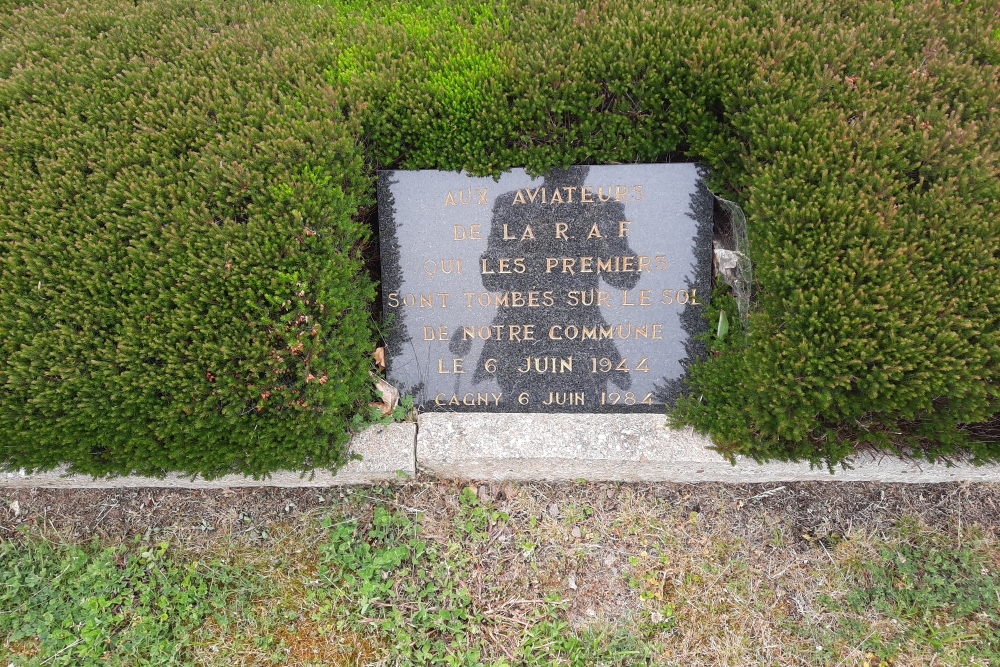 AUX AVIATEURS
DE LA R.A.F
QUI LES PREMIERS
SONT TOMBES SUR LE SOL
DE NOTRE COMMUNE
LE 6 JUIN 1944
CAGNY 6 JUIN 1984